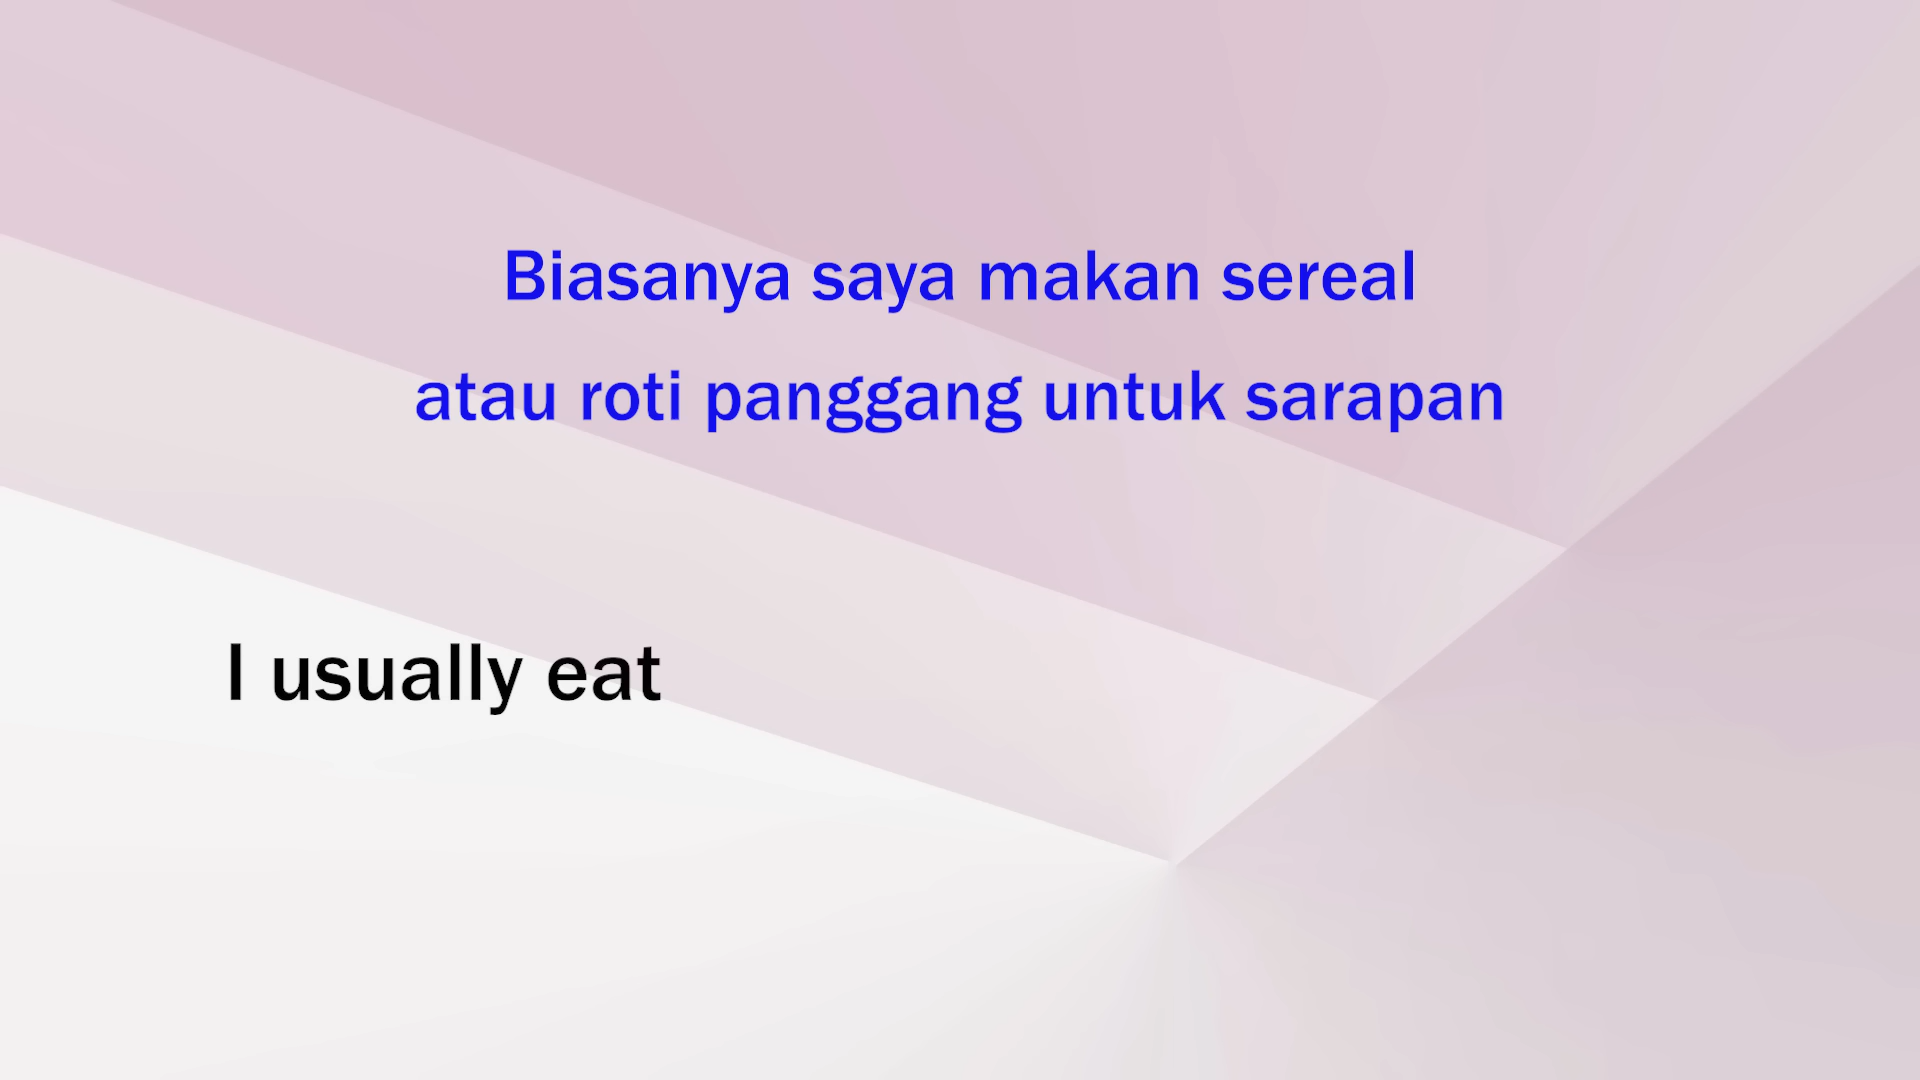 Biasanya saya makan sereal
atau roti panggang untuk sarapan
I usually eat